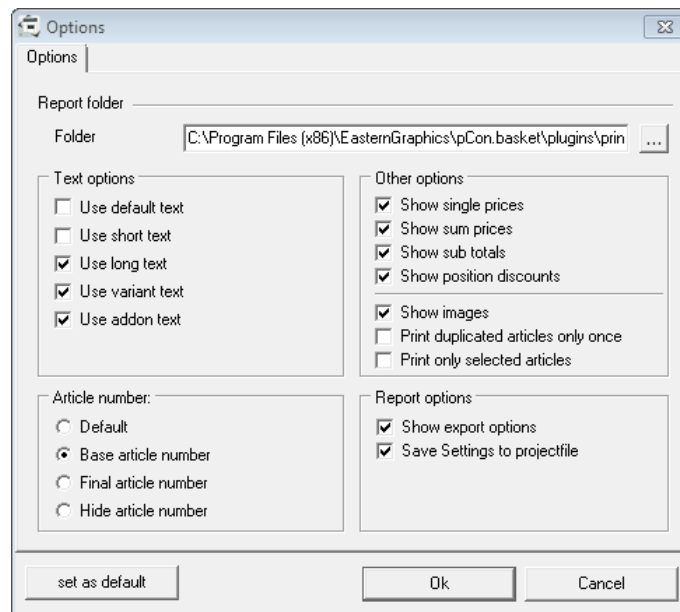 Options
Options
Report folder
Folder C:\Program Files (x86)\EasternGraphics\pCon.basket\plugins\prin ...
Text options
Use default text
Use short text
Use long text
Use variant text
Use addon text
Other options
Show single prices
Show sum prices
Show sub totals
Show position discounts
Show images
Print duplicated articles only once
Print only selected articles
Article number:
Default
Base article number
Final article number
Hide article number
Report options
Show export options
Save Settings to projectfile
set as default Ok Cancel